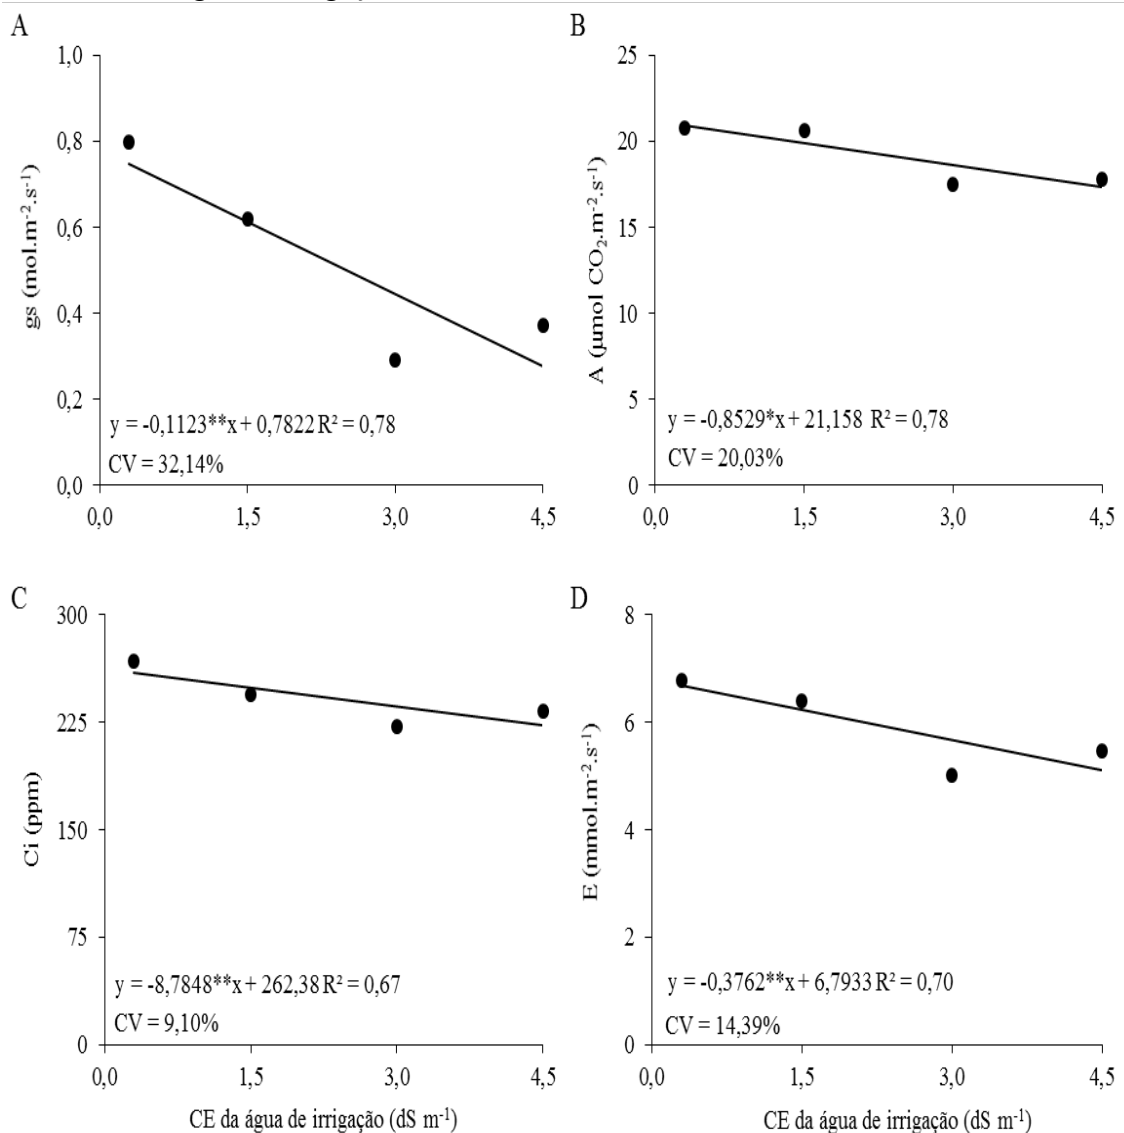 A
gs (mol.m⁻².s⁻¹)
1,0
0,8
0,6
0,4
0,2
0,0
y = -0,1123**x + 0,7822 R² = 0,78
CV = 32,14%
0,0 1,5 3,0 4,5
B
A (µmol CO₂.m⁻².s⁻¹)
25
20
15
10
5
0
y = -0,8529*x + 21,158 R² = 0,78
CV = 20,03%
0,0 1,5 3,0 4,5
C
Ci (ppm)
300
225
150
75
0
y = -8,7848**x + 262,38 R² = 0,67
CV = 9,10%
0,0 1,5 3,0 4,5
CE da água de irrigação (dS m⁻¹)
D
E (mmol.m⁻².s⁻¹)
8
6
4
2
0
y = -0,3762**x + 6,7933 R² = 0,70
CV = 14,39%
0,0 1,5 3,0 4,5
CE da água de irrigação (dS m⁻¹)